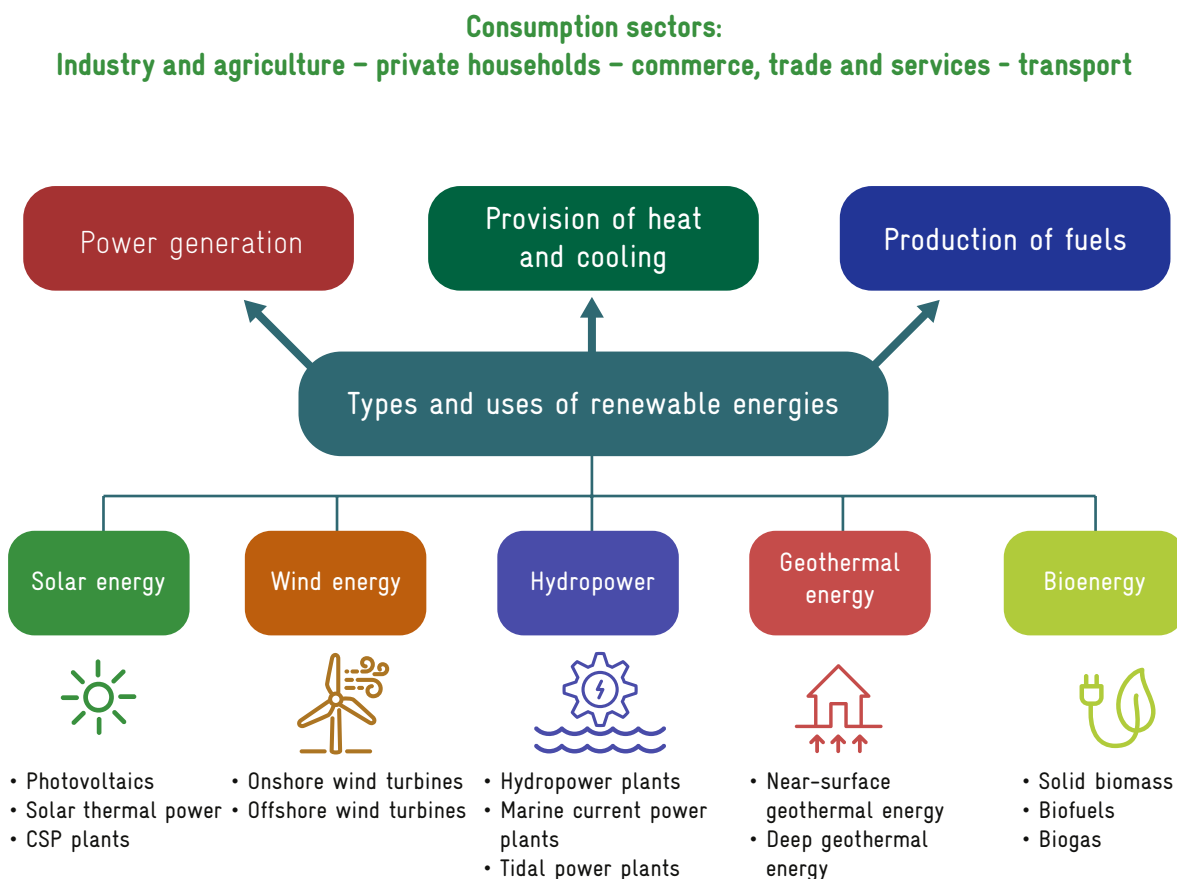 Consumption sectors:
Industry and agriculture – private households – commerce, trade and services - transport
Power generation
Provision of heat
and cooling
Production of fuels
Types and uses of renewable energies
Solar energy
Wind energy
Hydropower
Geothermal
energy
Bioenergy
• Photovoltaics
• Solar thermal power
• CSP plants
• Onshore wind turbines
• Offshore wind turbines
• Hydropower plants
• Marine current power
plants
• Tidal power plants
• Near-surface
geothermal energy
• Deep geothermal
energy
• Solid biomass
• Biofuels
• Biogas